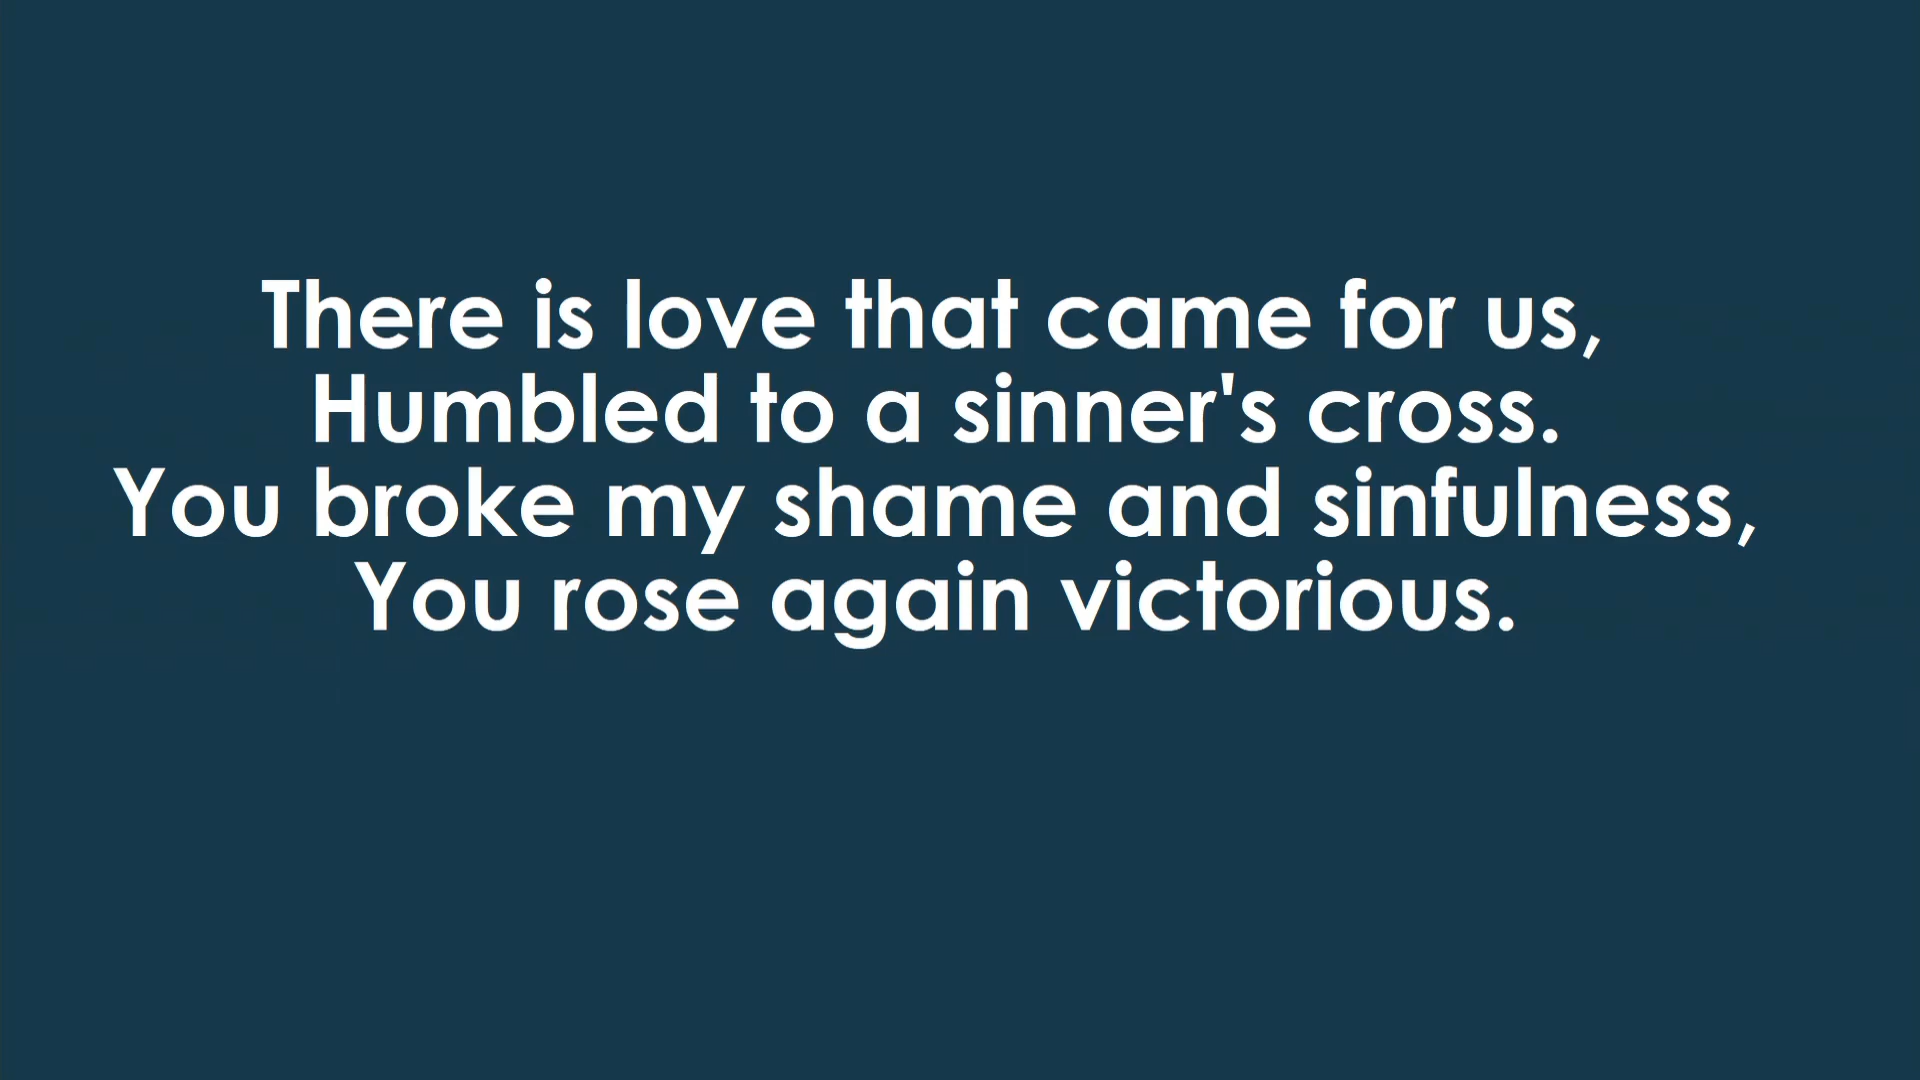 There is love that came for us,
Humbled to a sinner's cross.
You broke my shame and sinfulness,
You rose again victorious.